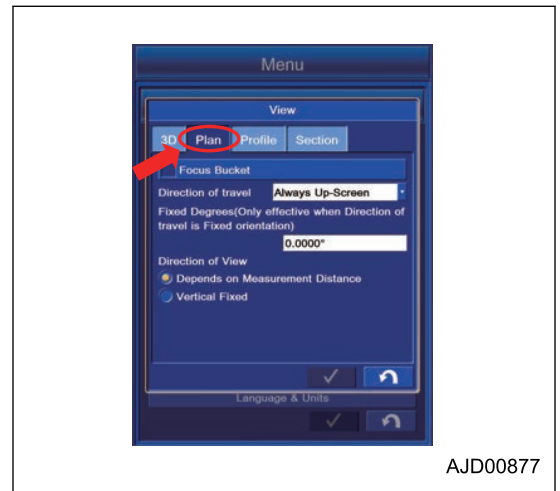 Menu
View
3D Plan Profile Section
Focus Bucket
Direction of travel Always Up-Screen
Fixed Degrees(Only effective when Direction of
travel is Fixed orientation)
0.0000°
Direction of View
Depends on Measurement Distance
Vertical Fixed
Language & Units
AJD00877